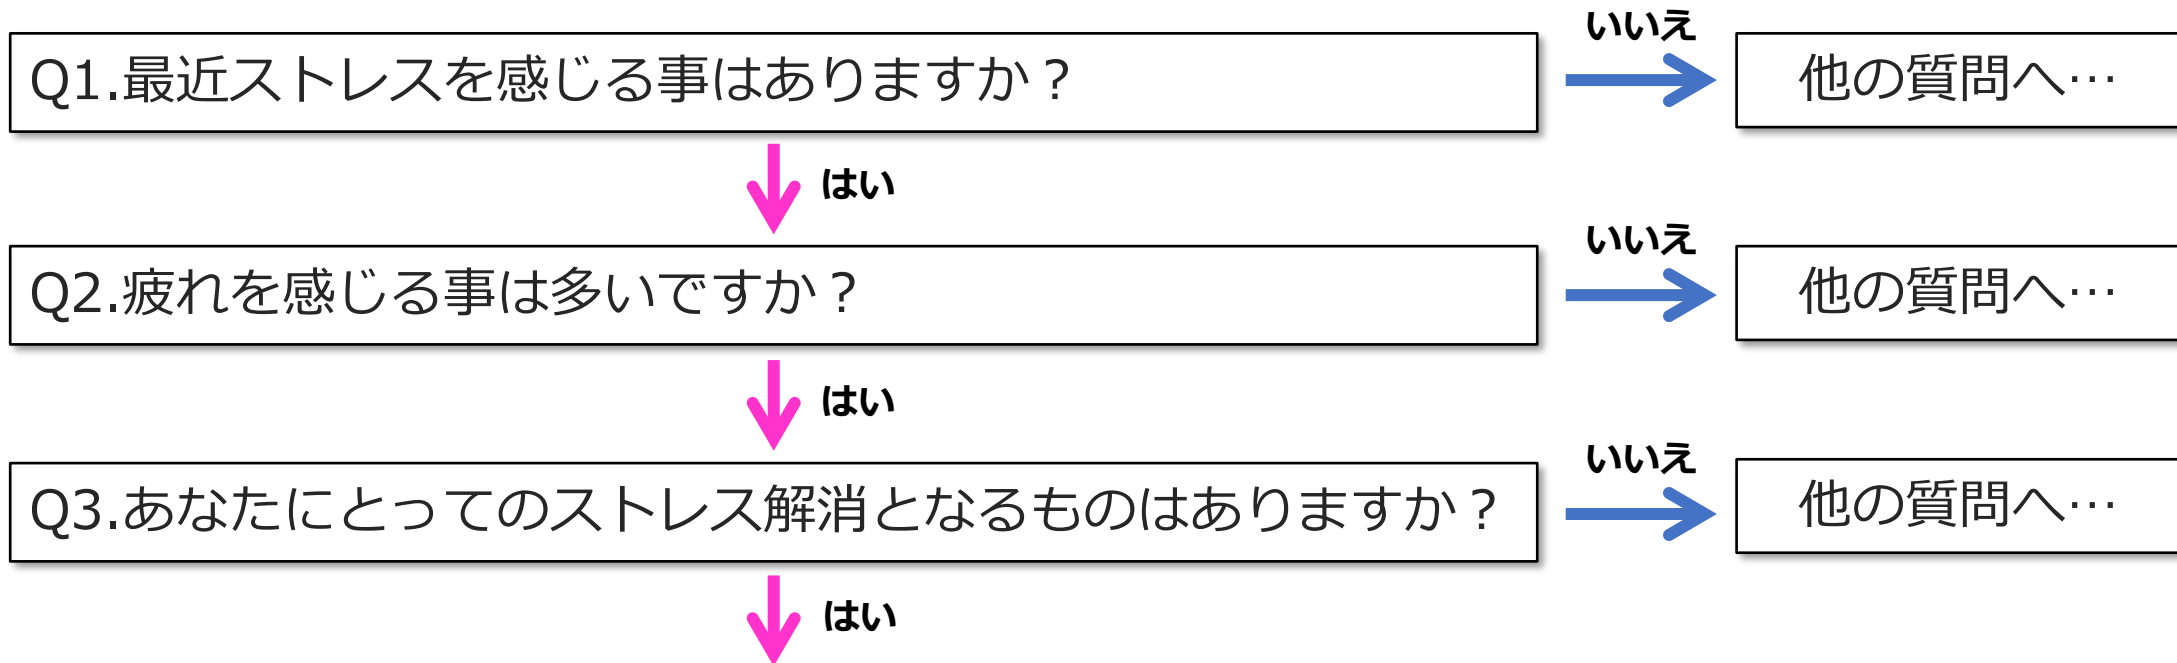 いいえ
Q1.最近ストレスを感じる事はありますか？
他の質問へ…
はい
いいえ
Q2.疲れを感じる事は多いですか？
他の質問へ…
はい
いいえ
Q3.あなたにとってのストレス解消となるものはありますか？
他の質問へ…
はい